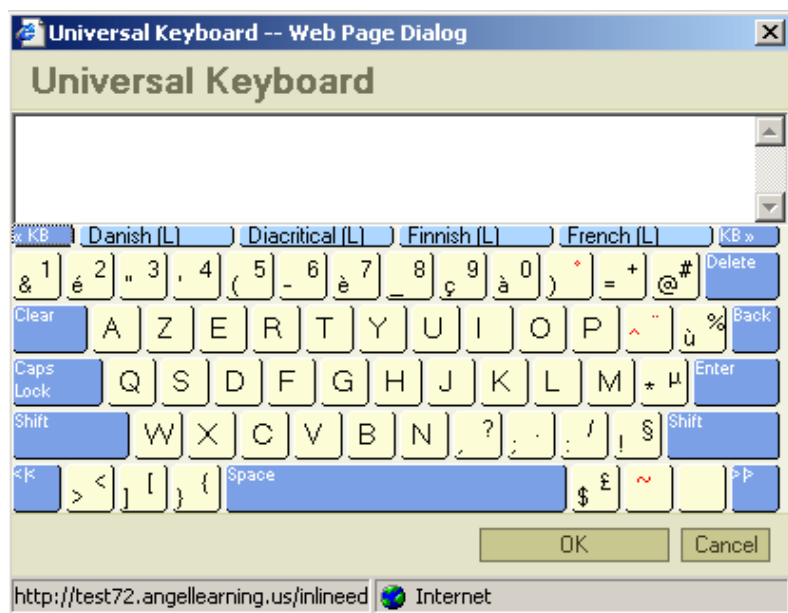 Universal Keyboard -- Web Page Dialog
Universal Keyboard
« KB Danish (L) Diacritical (L) Finnish (L) French (L) KB »
& 1 é 2 " 3 ' 4 ( 5 - 6 è 7 _ 8 ç 9 à 0 ) ° = + @ # Delete
Clear A Z E R T Y U I O P ^ ¨ ù % Back
Caps Lock Q S D F G H J K L M * µ Enter
Shift W X C V B N , ? ; . : / ! § Shift
<|< > < ] [ } { Space $ £ ~ >|>
OK Cancel
http://test72.angellearning.us/inlineed Internet